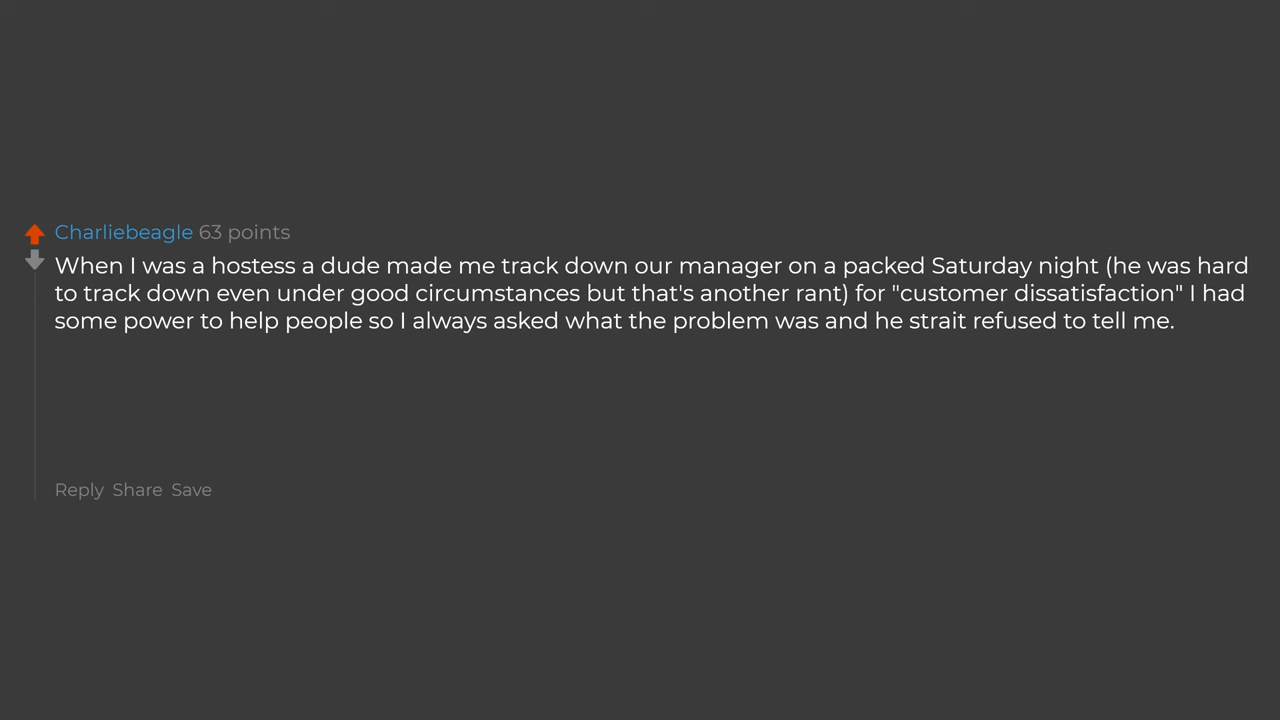 Charliebeagle 63 points
When I was a hostess a dude made me track down our manager on a packed Saturday night (he was hard
to track down even under good circumstances but that's another rant) for "customer dissatisfaction" I had
some power to help people so I always asked what the problem was and he strait refused to tell me.
Reply Share Save